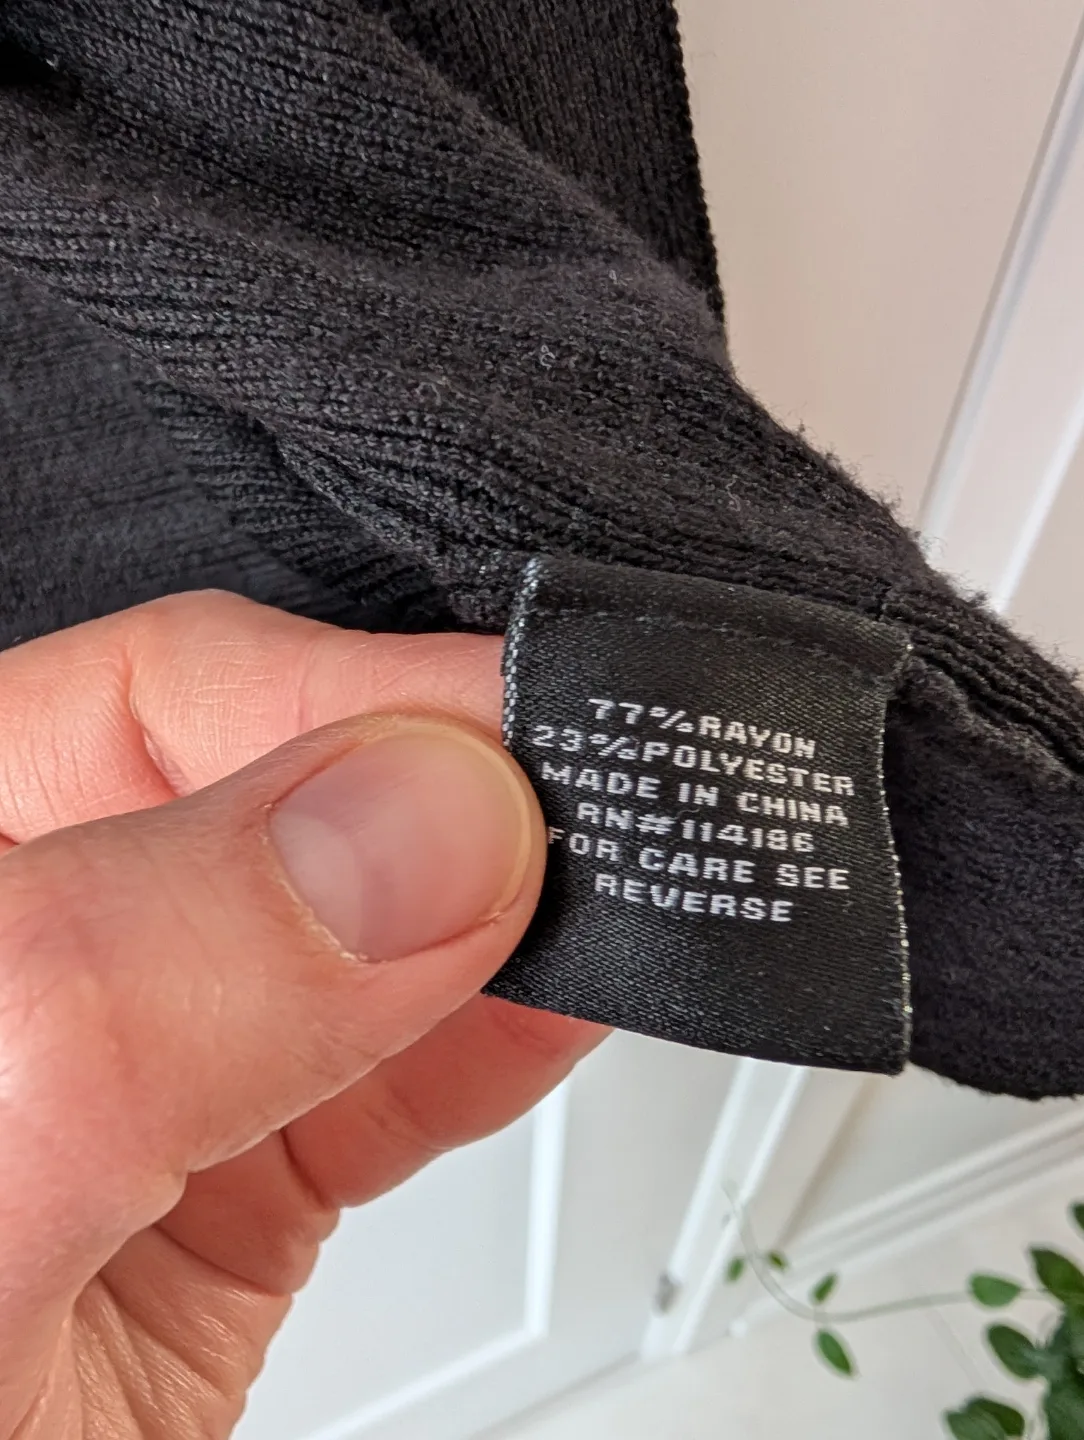 77%RAYON
23%POLYESTER
MADE IN CHINA
RN#114186
FOR CARE SEE
REVERSE